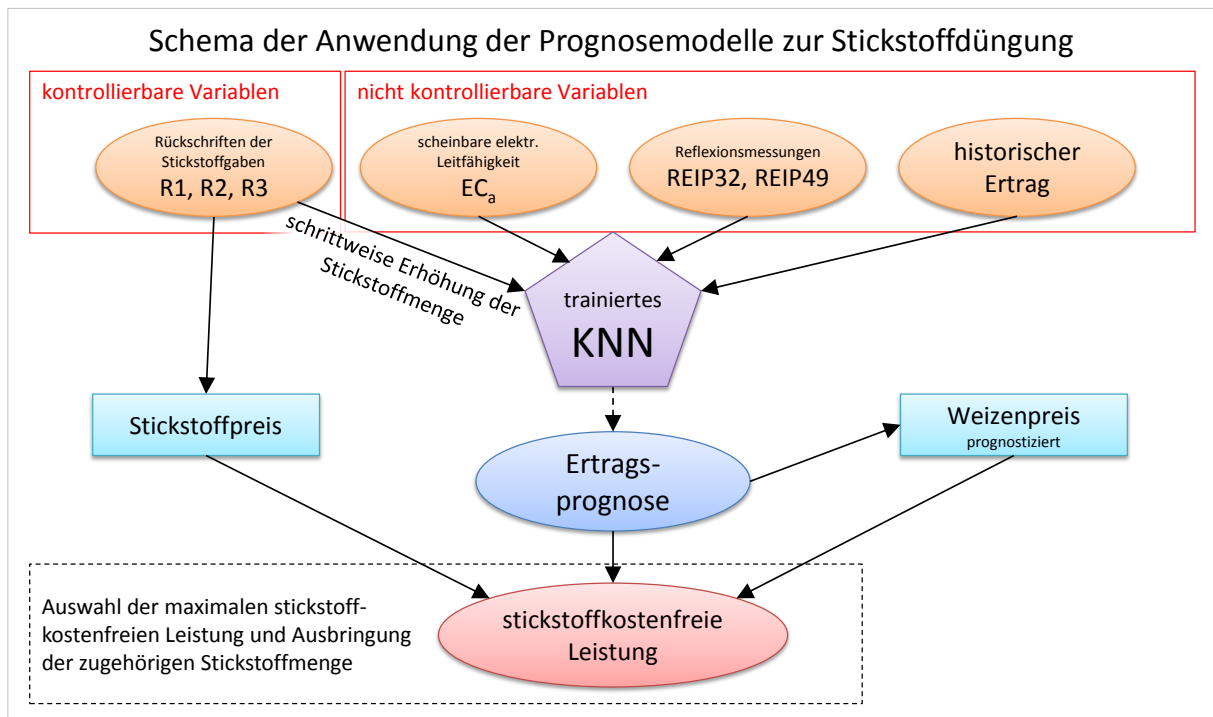 Schema der Anwendung der Prognosemodelle zur Stickstoffdüngung
kontrollierbare Variablen
nicht kontrollierbare Variablen
Rückschriften der
Stickstoffgaben
R1, R2, R3
scheinbare elektr.
Leitfähigkeit
ECa
Reflexionsmessungen
REIP32, REIP49
historischer
Ertrag
schrittweise Erhöhung der
Stickstoffmenge
trainiertes
KNN
Stickstoffpreis
Ertrags-
prognose
Weizenpreis
prognostiziert
Auswahl der maximalen stickstoff-
kostenfreien Leistung und Ausbringung
der zugehörigen Stickstoffmenge
stickstoffkostenfreie
Leistung